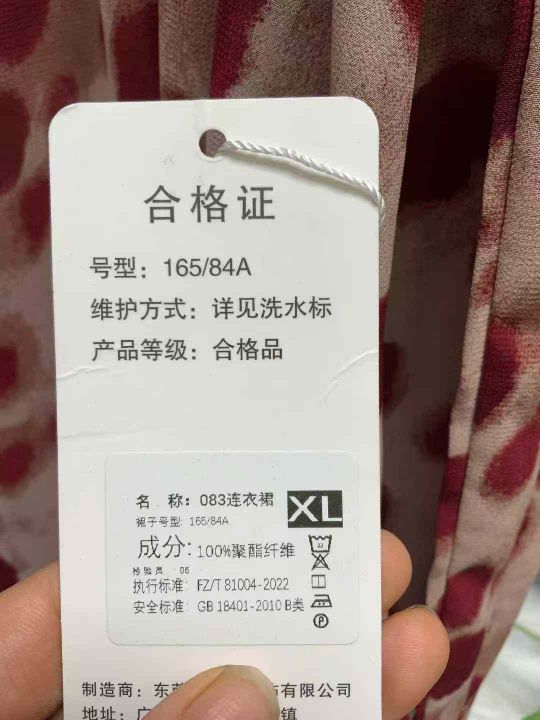 合格证
号型：165/84A
维护方式：详见洗水标
产品等级：合格品
名 称：083连衣裙
XL
裙子号型：165/84A
成分：100%聚酯纤维
检验员：06
执行标准：FZ/T 81004-2022
安全标准：GB 18401-2010 B类
制造商：东莞 有限公司
地址：广 镇